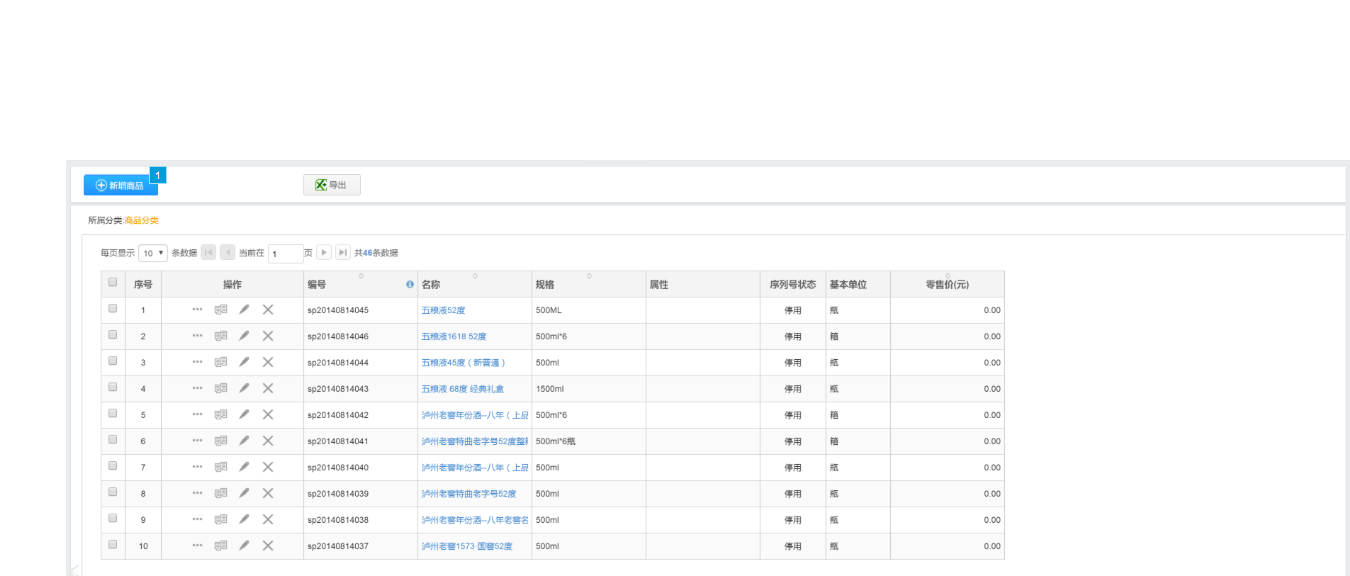 新增商品 1 导出
所属分类:商品分类
每页显示 10 条数据 当前在 1 页 共46条数据
序号 操作 编号 名称 规格 属性 序列号状态 基本单位 零售价(元)
1 sp20140814045 五粮液52度 500ML 停用 瓶 0.00
2 sp20140814046 五粮液1618 52度 500ml*6 停用 箱 0.00
3 sp20140814044 五粮液45度（新普通） 500ml 停用 瓶 0.00
4 sp20140814043 五粮液 68度 经典礼盒 1500ml 停用 瓶 0.00
5 sp20140814042 泸州老窖年份酒--八年（上品 500ml*6 停用 箱 0.00
6 sp20140814041 泸州老窖特曲老字号52度整 500ml*6瓶 停用 箱 0.00
7 sp20140814040 泸州老窖年份酒--八年（上品 500ml 停用 瓶 0.00
8 sp20140814039 泸州老窖特曲老字号52度 500ml 停用 瓶 0.00
9 sp20140814038 泸州老窖年份酒--八年老窖名 500ml 停用 瓶 0.00
10 sp20140814037 泸州老窖1573·国窖52度 500ml 停用 瓶 0.00